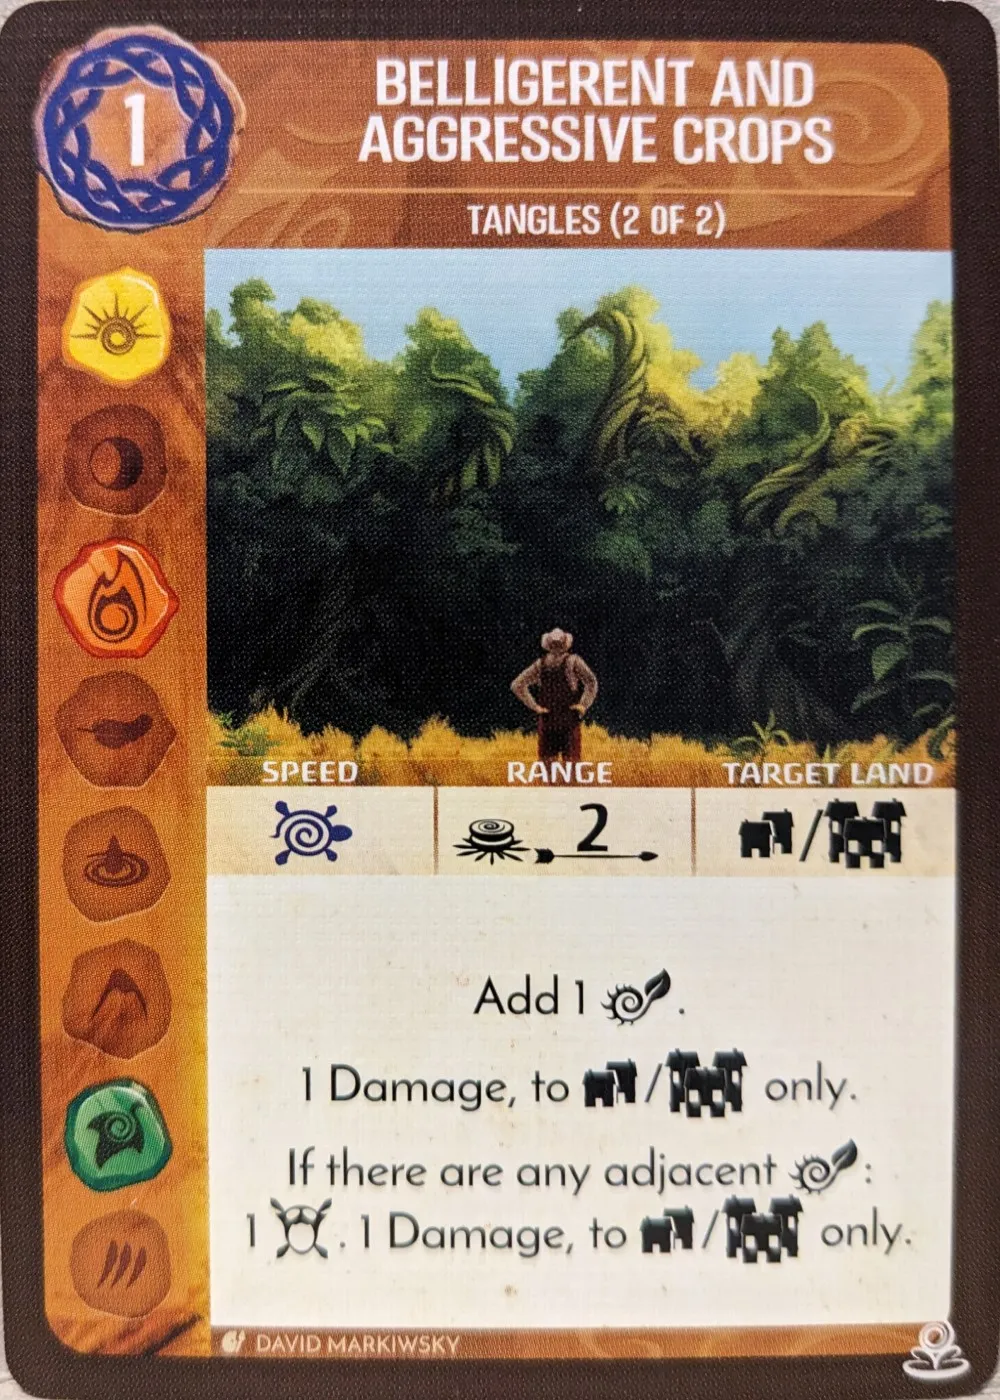 1
BELLIGERENT AND
AGGRESSIVE CROPS
TANGLES (2 OF 2)
SPEED RANGE TARGET LAND
2 /
Add 1 .
1 Damage, to / only.
If there are any adjacent :
1 . 1 Damage, to / only.
DAVID MARKIWSKY